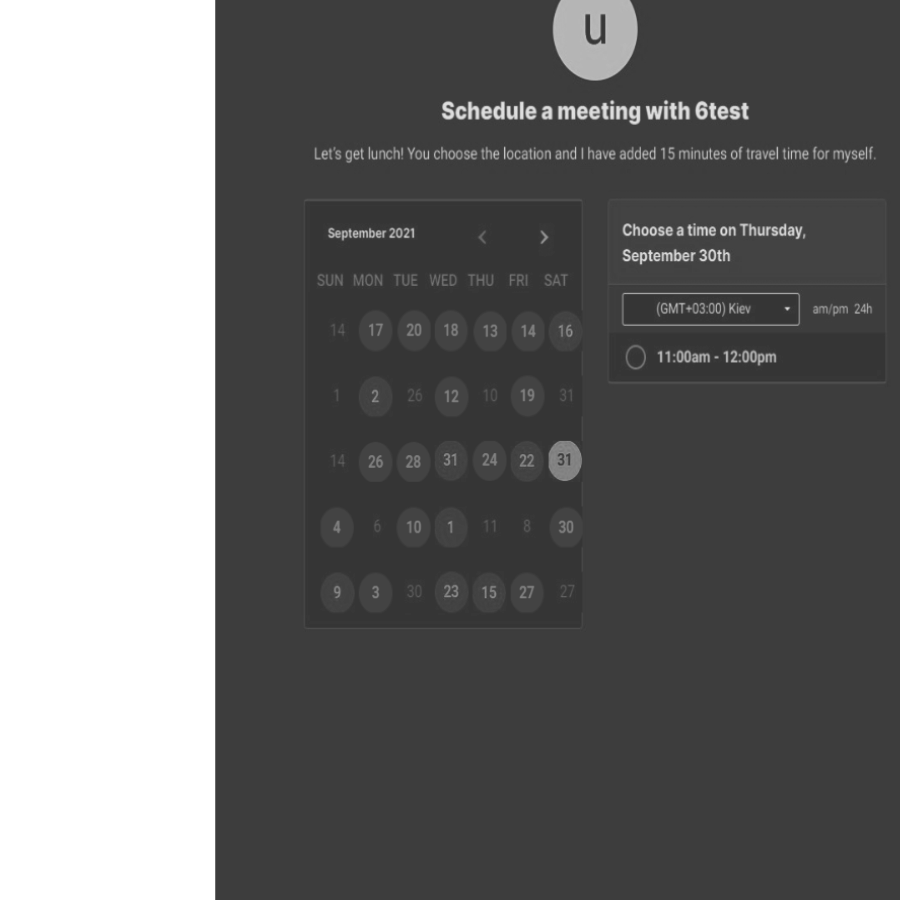 u
Schedule a meeting with 6test
Let's get lunch! You choose the location and I have added 15 minutes of travel time for myself.
September 2021
SUN MON TUE WED THU FRI SAT
14 17 20 18 13 14 16
1 2 26 12 10 19 31
14 26 28 31 24 22 31
4 6 10 1 11 8 30
9 3 30 23 15 27 27
Choose a time on Thursday,
September 30th
(GMT+03:00) Kiev am/pm 24h
11:00am - 12:00pm